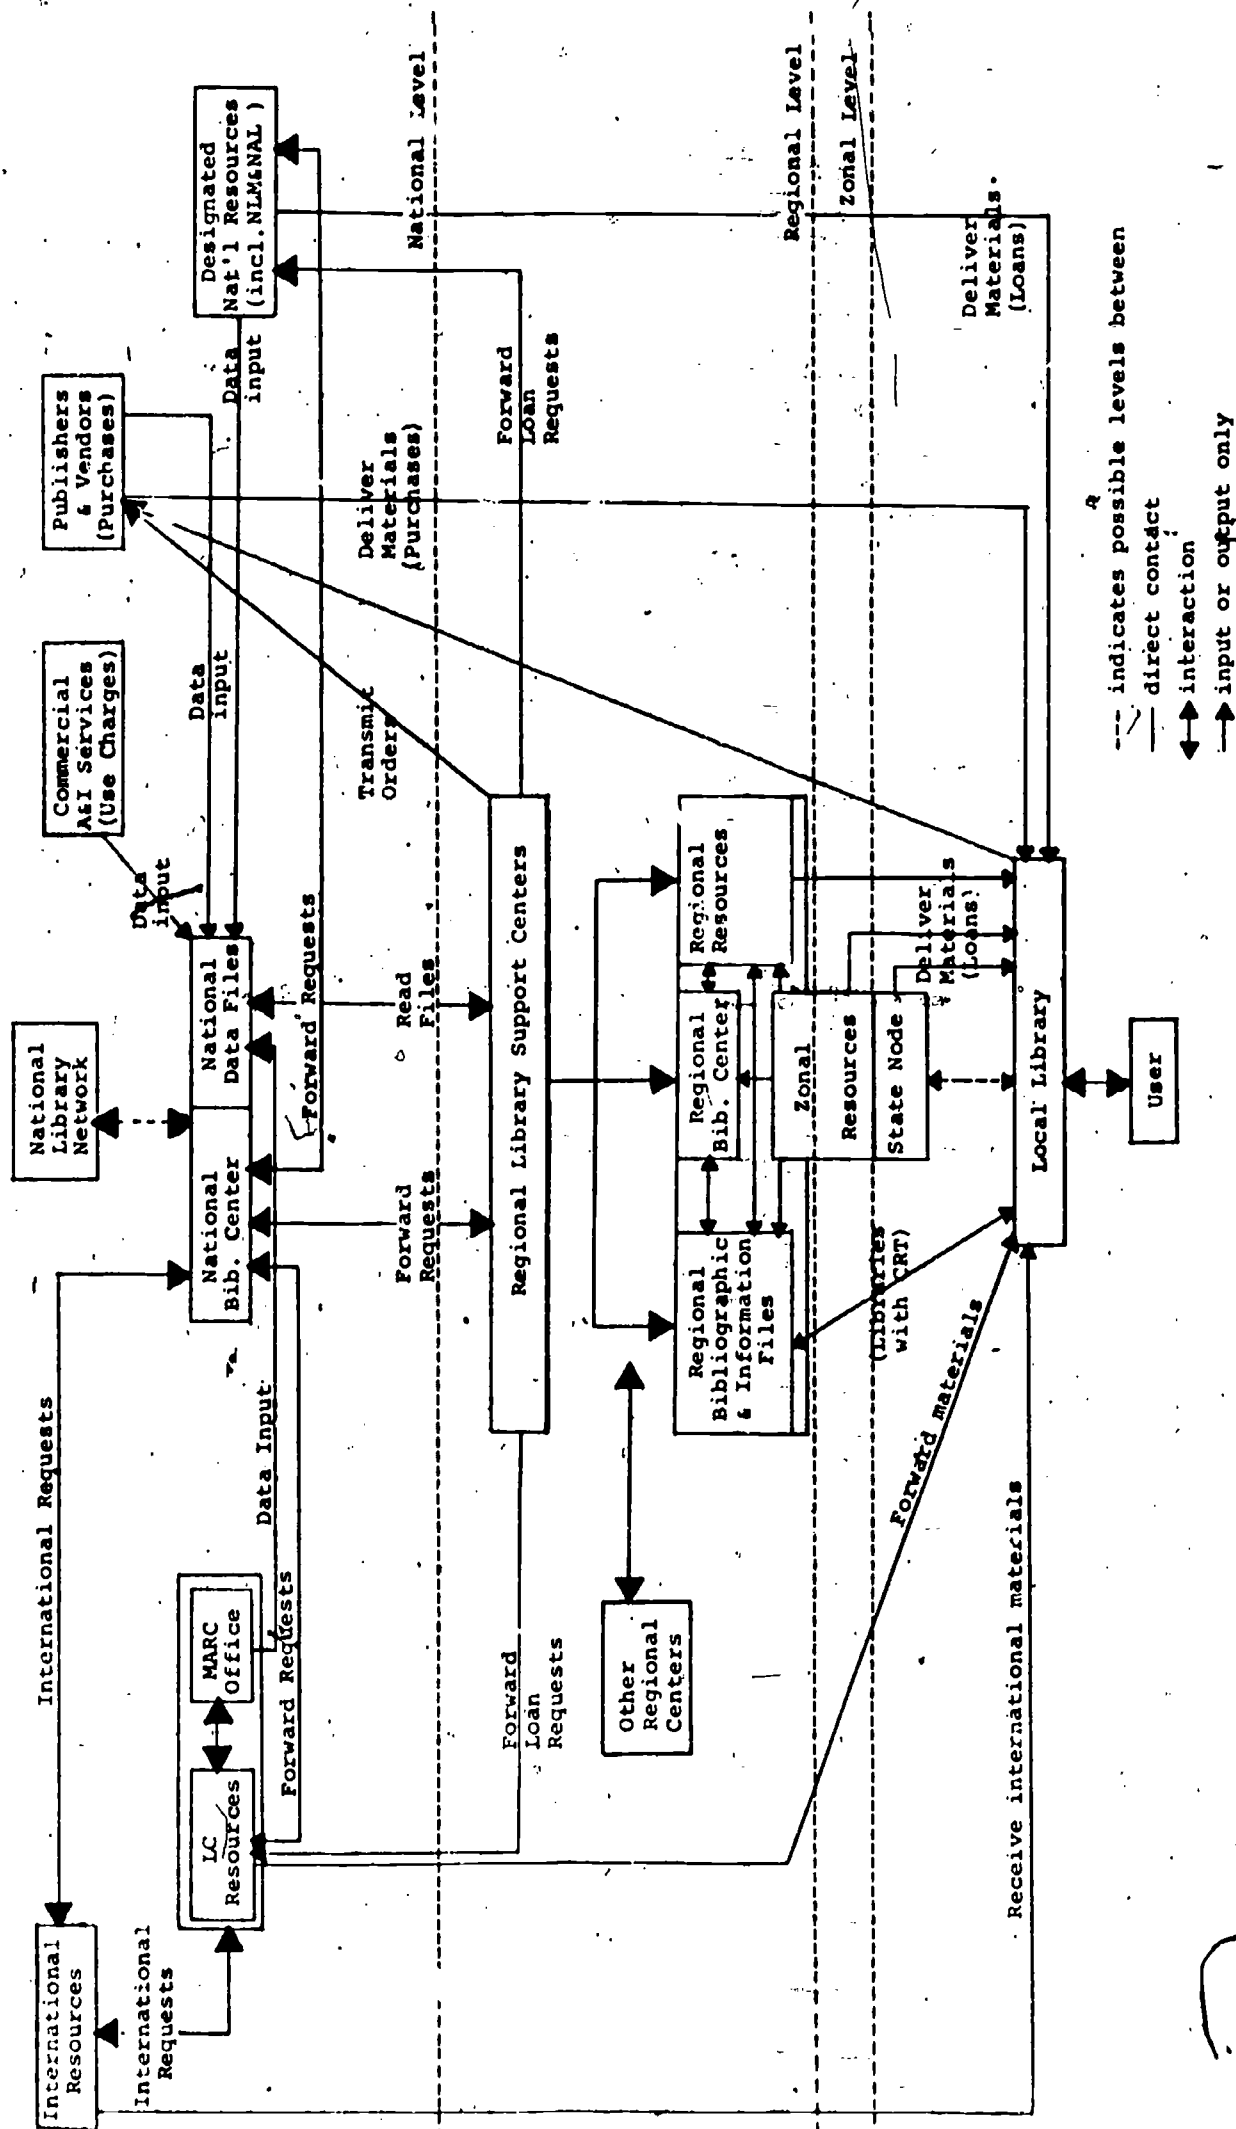 International
Resources
International Requests
International
Requests
LC
Resources
MARC
Office
Data Input
Forward Requests
National
Library
Network
National
Bib. Center
National
Data Files
Data
input
Commercial
A&I Services
(Use Charges)
Publishers
& Vendors
(Purchases)
Data
input
Designated
Nat'l Resources
(incl.NLM&NAL )
Data
input
Forward Requests
Forward
Requests
Read
Files
Transmit
Orders
Deliver
Materials
(Purchases)
National Level
Forward
Loan
Requests
Regional Library Support Centers
Forward
Loan
Requests
Other
Regional
Centers
Regional
Bibliographic
& Information
Files
Regional
Bib. Center
Regional
Resources
Regional Level
Zonal
Resources
State Node
Zonal Level
(Libraries
with CRT)
Deliver
Materials
(Loans)
Deliver
Materials.
(Loans)
Forward materials
Receive international materials
Local Library
User
--- indicates possible levels between
— direct contact
↔ interaction
→ input or output only